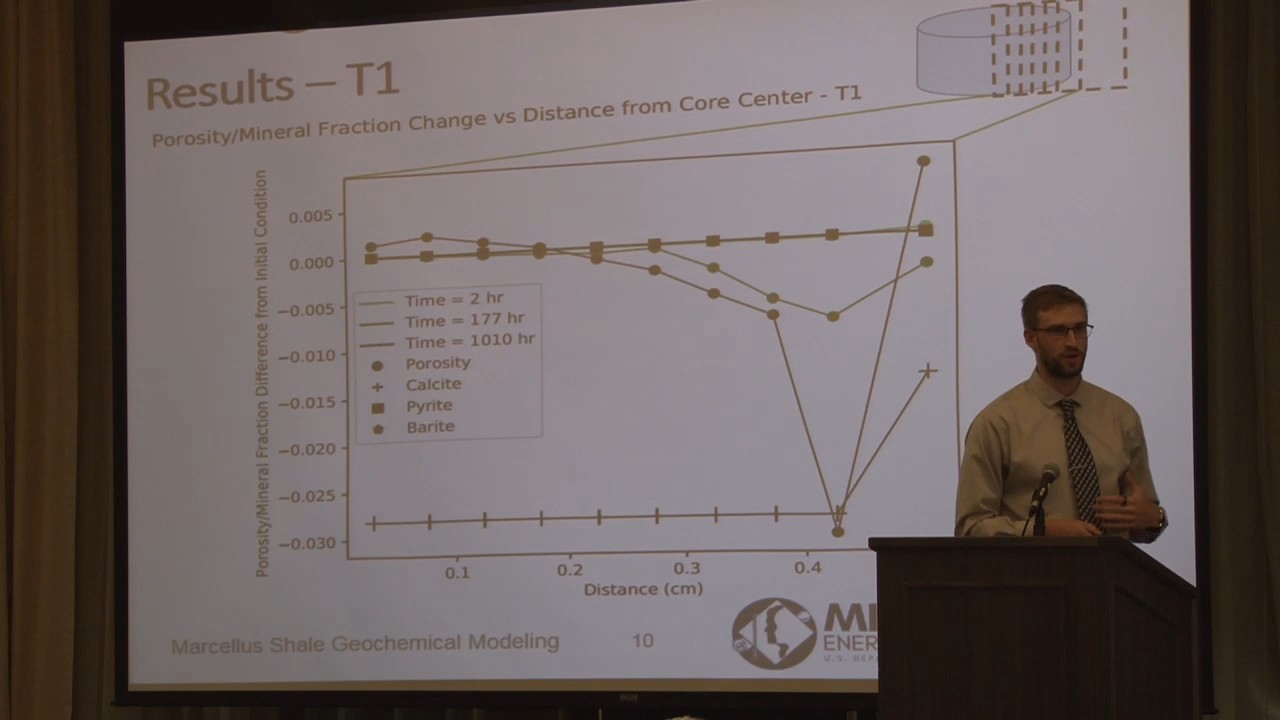 Results – T1
Porosity/Mineral Fraction Change vs Distance from Core Center - T1
Porosity/Mineral Fraction Difference from Initial Condition
0.005
0.000
−0.005
−0.010
−0.015
−0.020
−0.025
−0.030
Time = 2 hr
Time = 177 hr
Time = 1010 hr
Porosity
Calcite
Pyrite
Barite
0.1 0.2 0.3 0.4
Distance (cm)
Marcellus Shale Geochemical Modeling 10
ENER
U.S. DEP